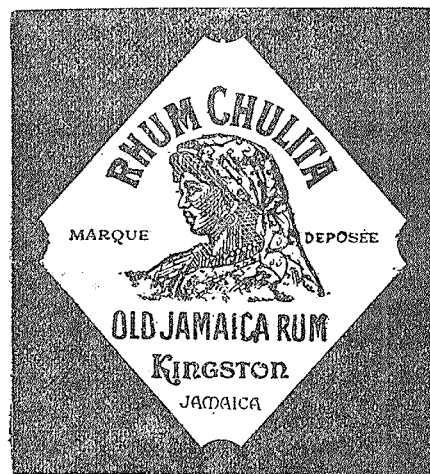 RHUM CHULITA
MARQUE DEPOSÉE
OLD JAMAICA RUM
KINGSTON
JAMAICA